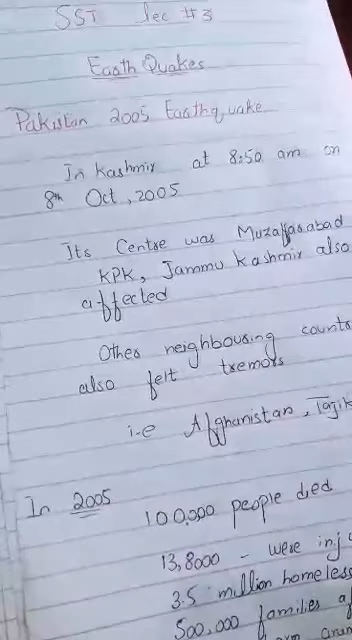 SST Lec #3
Earth Quakes
Pakistan 2005 Earthquake
In Kashmir at 8:50 am on
8th Oct, 2005
Its Centre was Muzaffarabad
KPK, Jammu Kashmir also
affected
Other neighbouring
also felt tremors
i-e Afghanistan,
In 2005
100,000 people died
13,8000 - were
3.5 million homeless
500,000 families